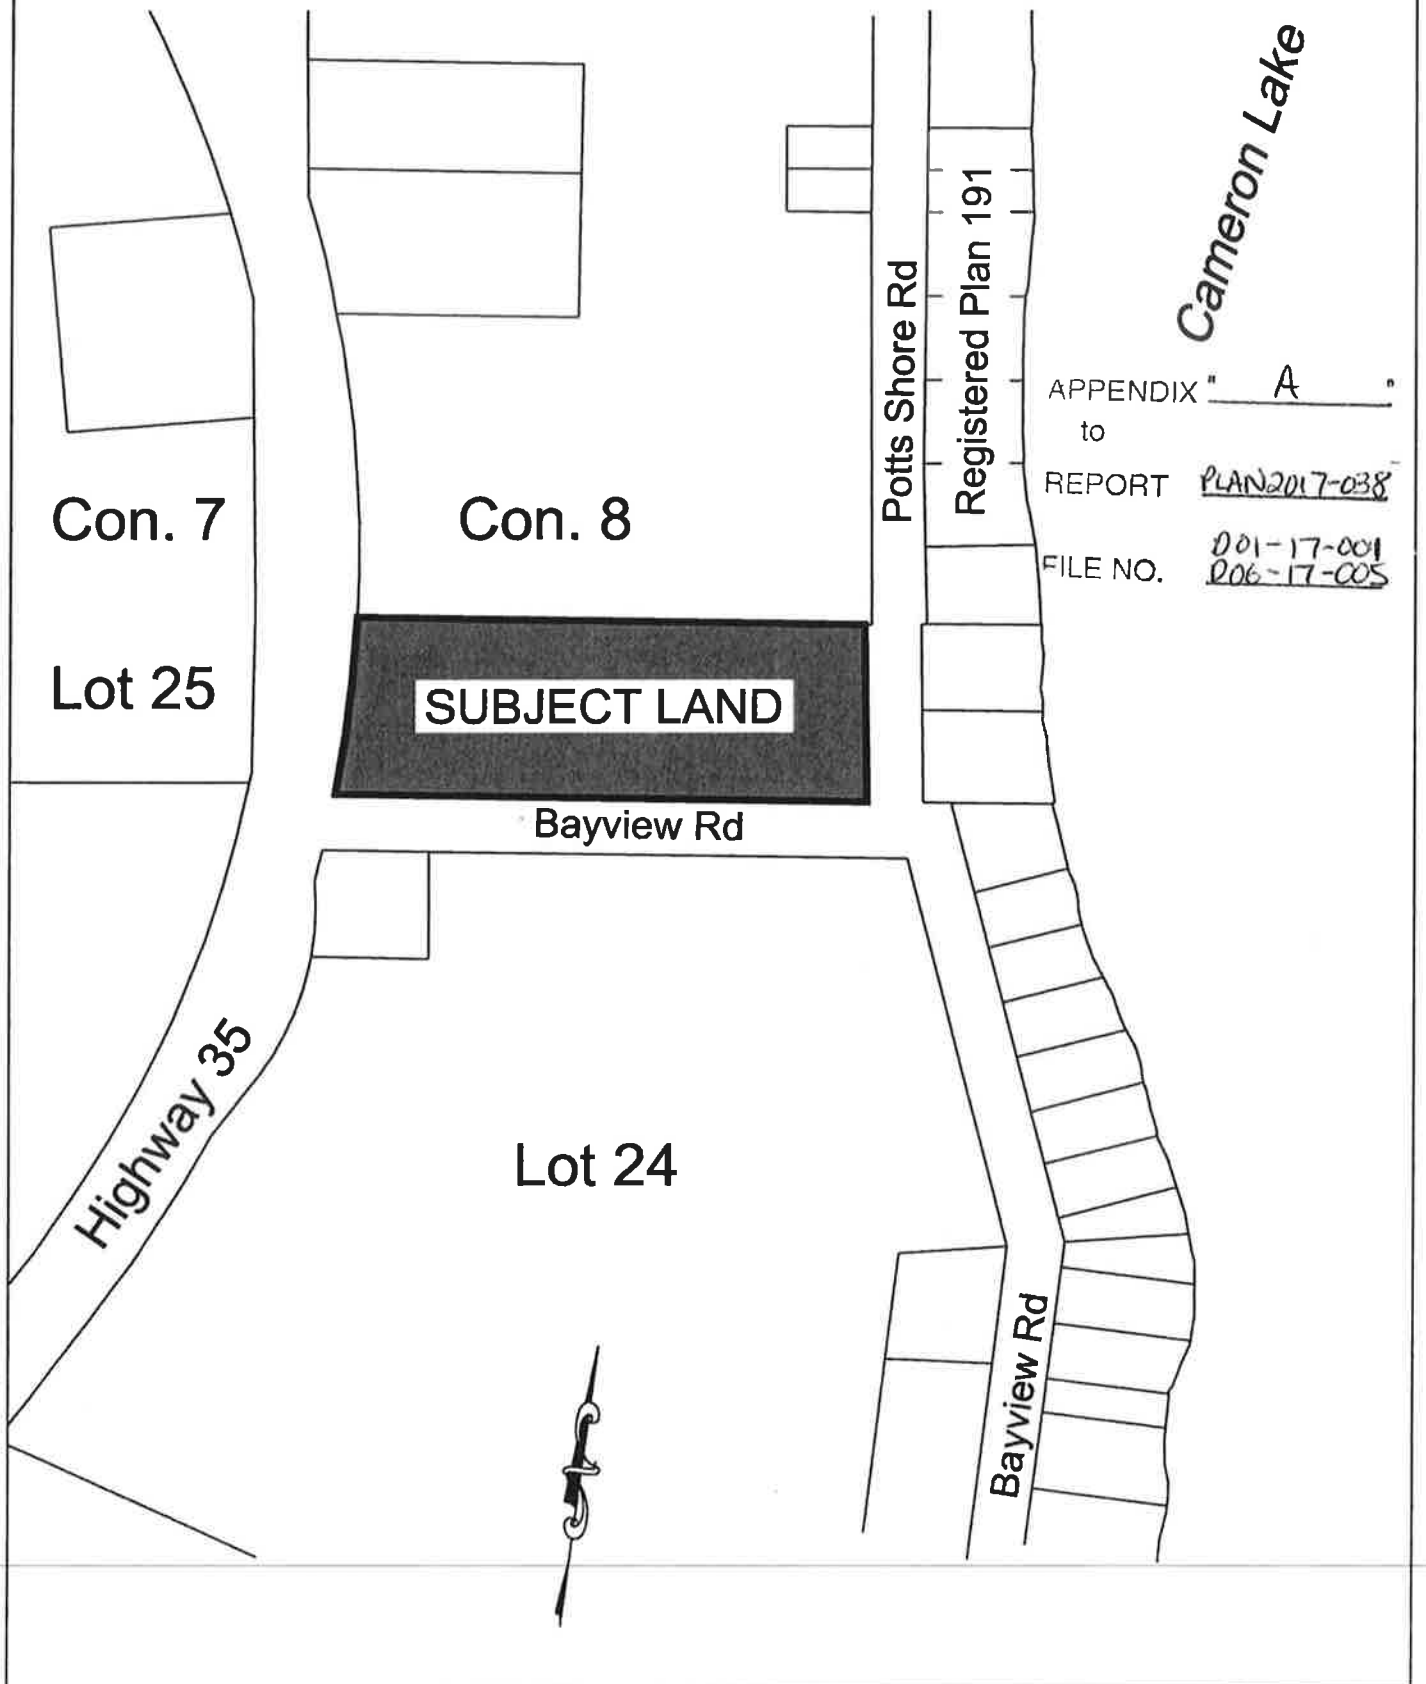 Cameron Lake
Potts Shore Rd
Registered Plan 191
APPENDIX " A "
to
REPORT PLAN2017-038
FILE NO. D01-17-001
D06-17-005
Con. 7
Con. 8
Lot 25
SUBJECT LAND
Bayview Rd
Highway 35
Lot 24
Bayview Rd